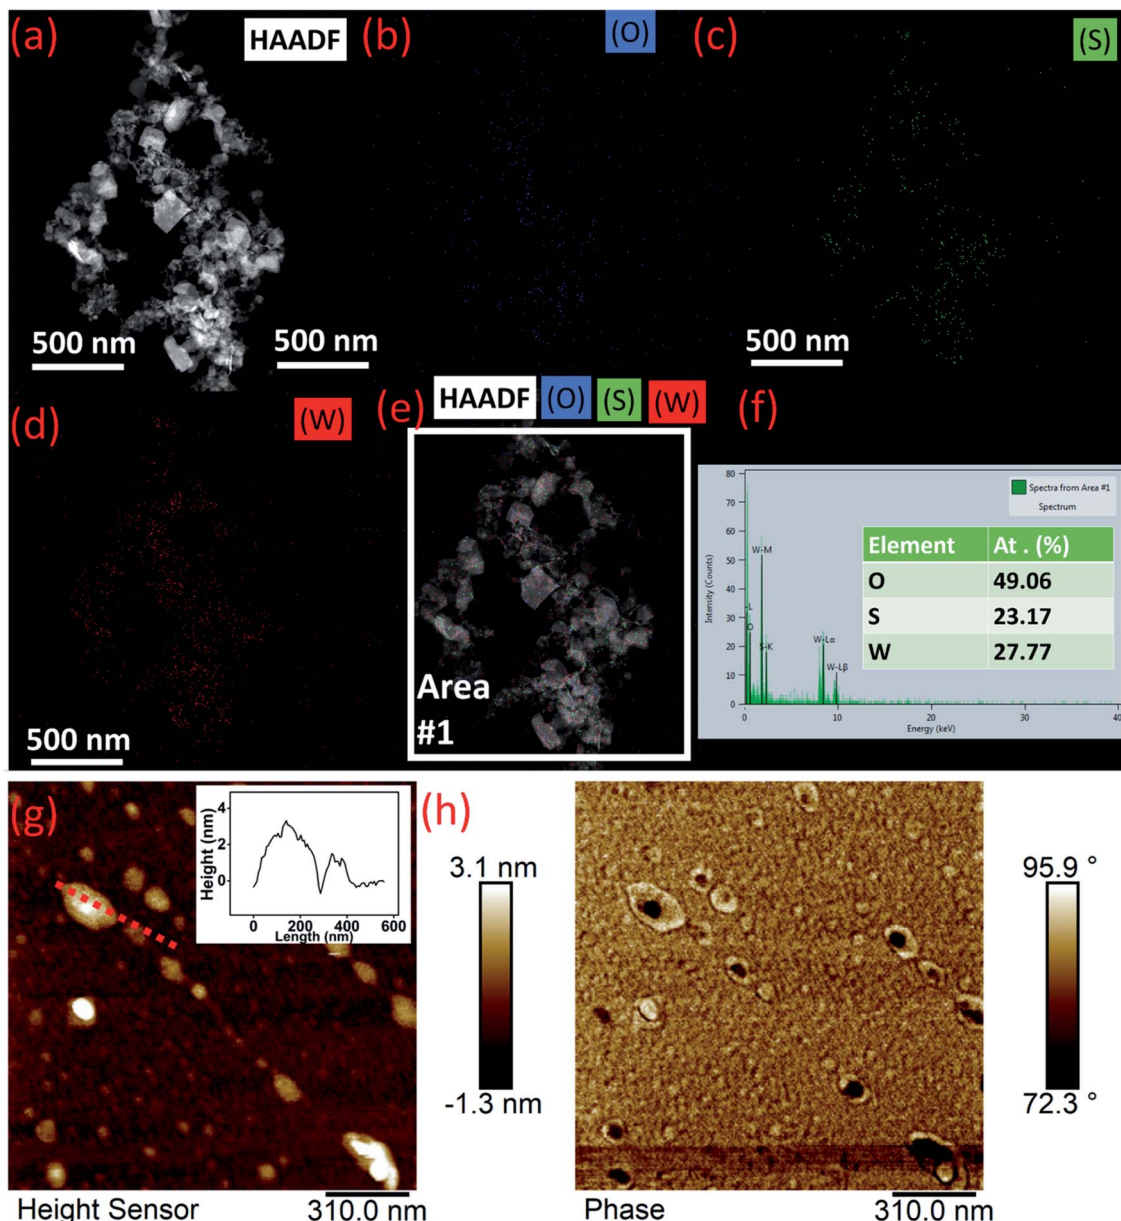 (a)
HAADF
500 nm
(b)
(O)
500 nm
(c)
(S)
500 nm
(d)
(W)
500 nm
(e)
HAADF (O) (S) (W)
Area
#1
(f)
Spectra from Area #1
Spectrum
Element At . (%)
O 49.06
S 23.17
W 27.77
80
70
60
50
40
30
20
10
0
Intensity (Counts)
W-M
-L
O
S-K
W-Lα
W-Lβ
0 10 20 30 40
Energy (keV)
(g)
4
2
0
Height (nm)
0 200 400 600
Length (nm)
3.1 nm
-1.3 nm
Height Sensor
310.0 nm
(h)
95.9 °
72.3 °
Phase
310.0 nm